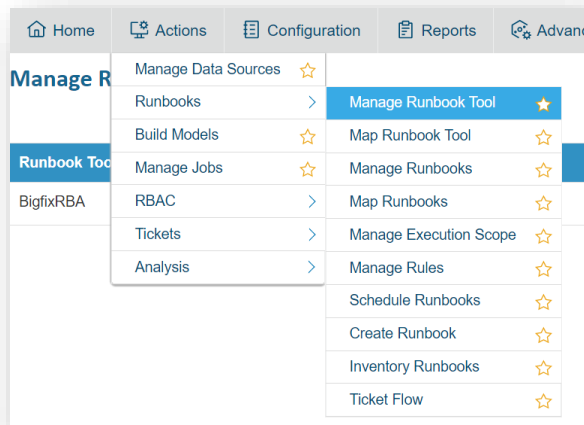 Home Actions Configuration Reports Advanc
Manage R
Manage Data Sources
Runbooks
Build Models
Manage Jobs
RBAC
Tickets
Analysis
Manage Runbook Tool
Map Runbook Tool
Manage Runbooks
Map Runbooks
Manage Execution Scope
Manage Rules
Schedule Runbooks
Create Runbook
Inventory Runbooks
Ticket Flow
Runbook Too
BigfixRBA